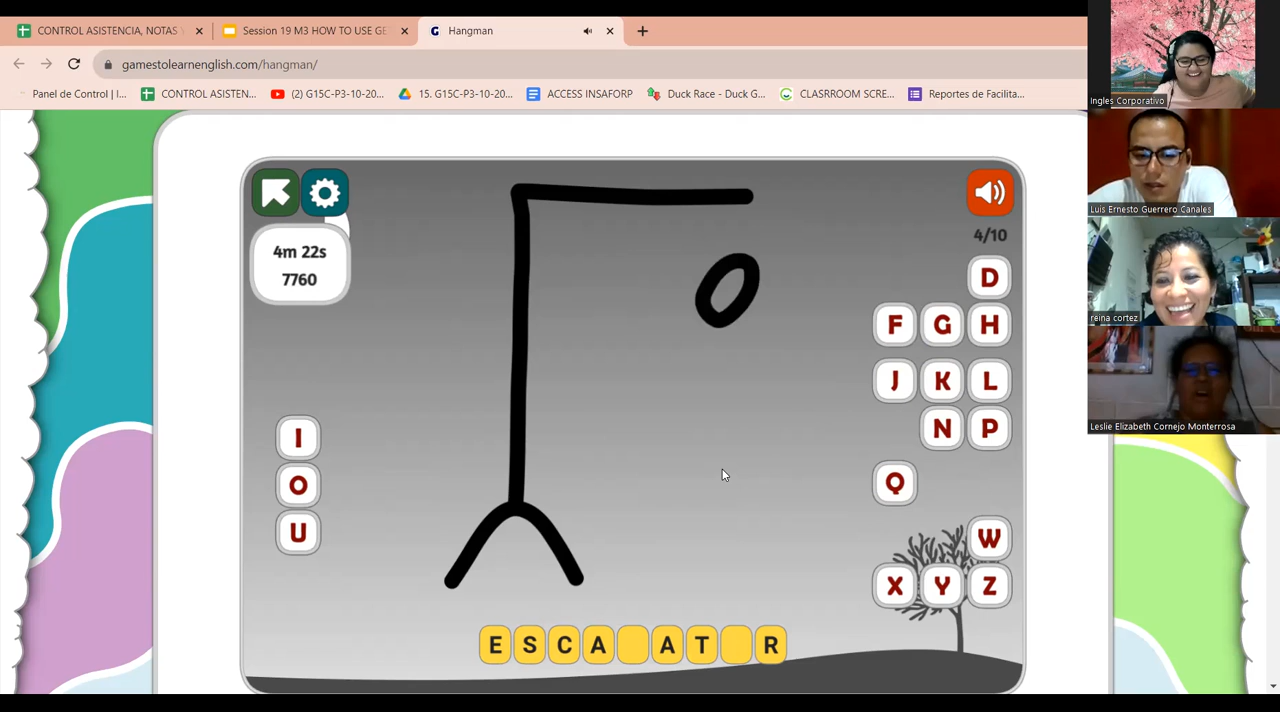 CONTROL ASISTENCIA, NOTAS
Session 19 M3 HOW TO USE GE
Hangman
gamestolearnenglish.com/hangman/
Panel de Control | I...
CONTROL ASISTEN...
(2) G15C-P3-10-20...
15. G15C-P3-10-202...
ACCESS INSAFORP
Duck Race - Duck G...
CLASRROOM SCRE...
Reportes de Facilita...
Ingles Corporativo
Luis Ernesto Guerrero Canales
reina cortez
Leslie Elizabeth Cornejo Monterrosa
4m 22s
7760
4/10
D
F G H
J K L
N P
Q
W
X Y Z
I
O
U
E S C A A T R